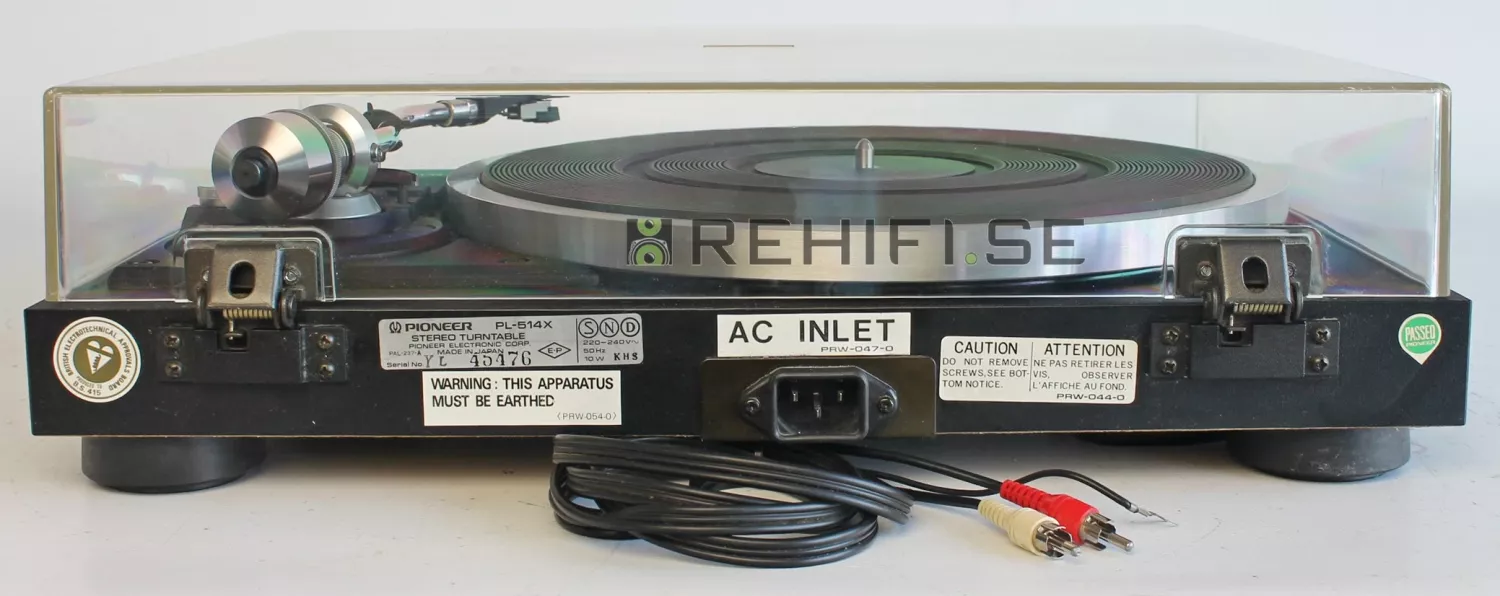 REHIFI.SE
BRITISH ELECTROTECHNICAL APPROVALS BOARD
B.S. 415
PIONEER PL-514X
STEREO TURNTABLE
PIONEER ELECTRONIC CORP.
PAL-237-A MADE IN JAPAN
Serial No. YL 45476
S N D
220-240V~
50Hz
10W KHS
WARNING : THIS APPARATUS
MUST BE EARTHED
(PRW-054-0)
AC INLET
PRW-047-0
CAUTION
DO NOT REMOVE
SCREWS, SEE BOT-
TOM NOTICE.
ATTENTION
NE PAS RETIRER LES
VIS, OBSERVER
L'AFFICHE AU FOND.
PRW-044-0
PASSED
PIONEER